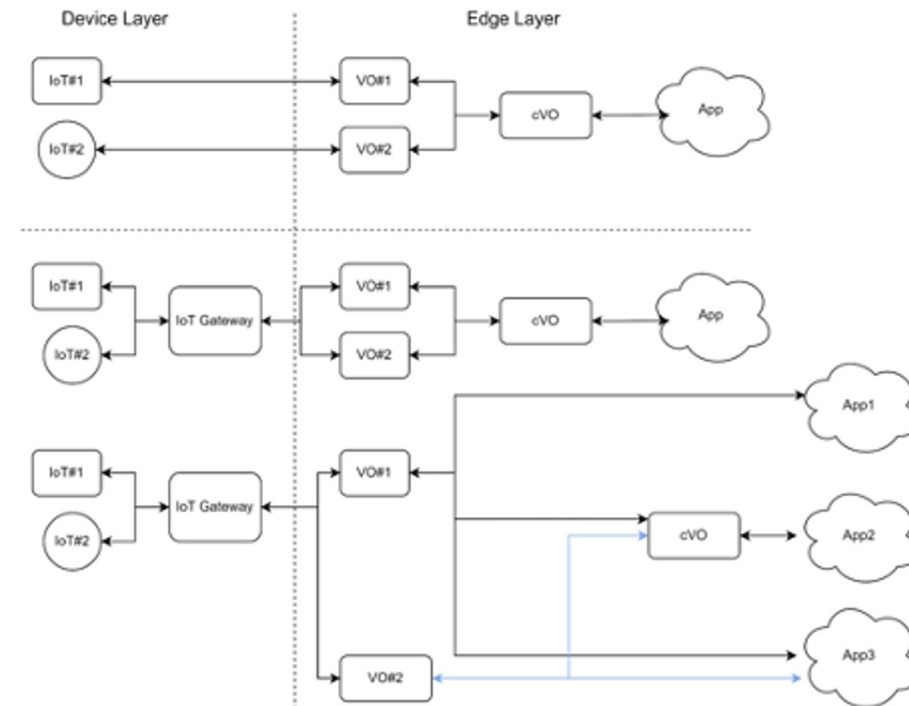 Device Layer
Edge Layer
IoT#1
VO#1
cVO
App
IoT#2
VO#2
IoT#1
IoT Gateway
VO#1
cVO
App
IoT#2
VO#2
App1
IoT#1
IoT Gateway
VO#1
cVO
App2
IoT#2
App3
VO#2